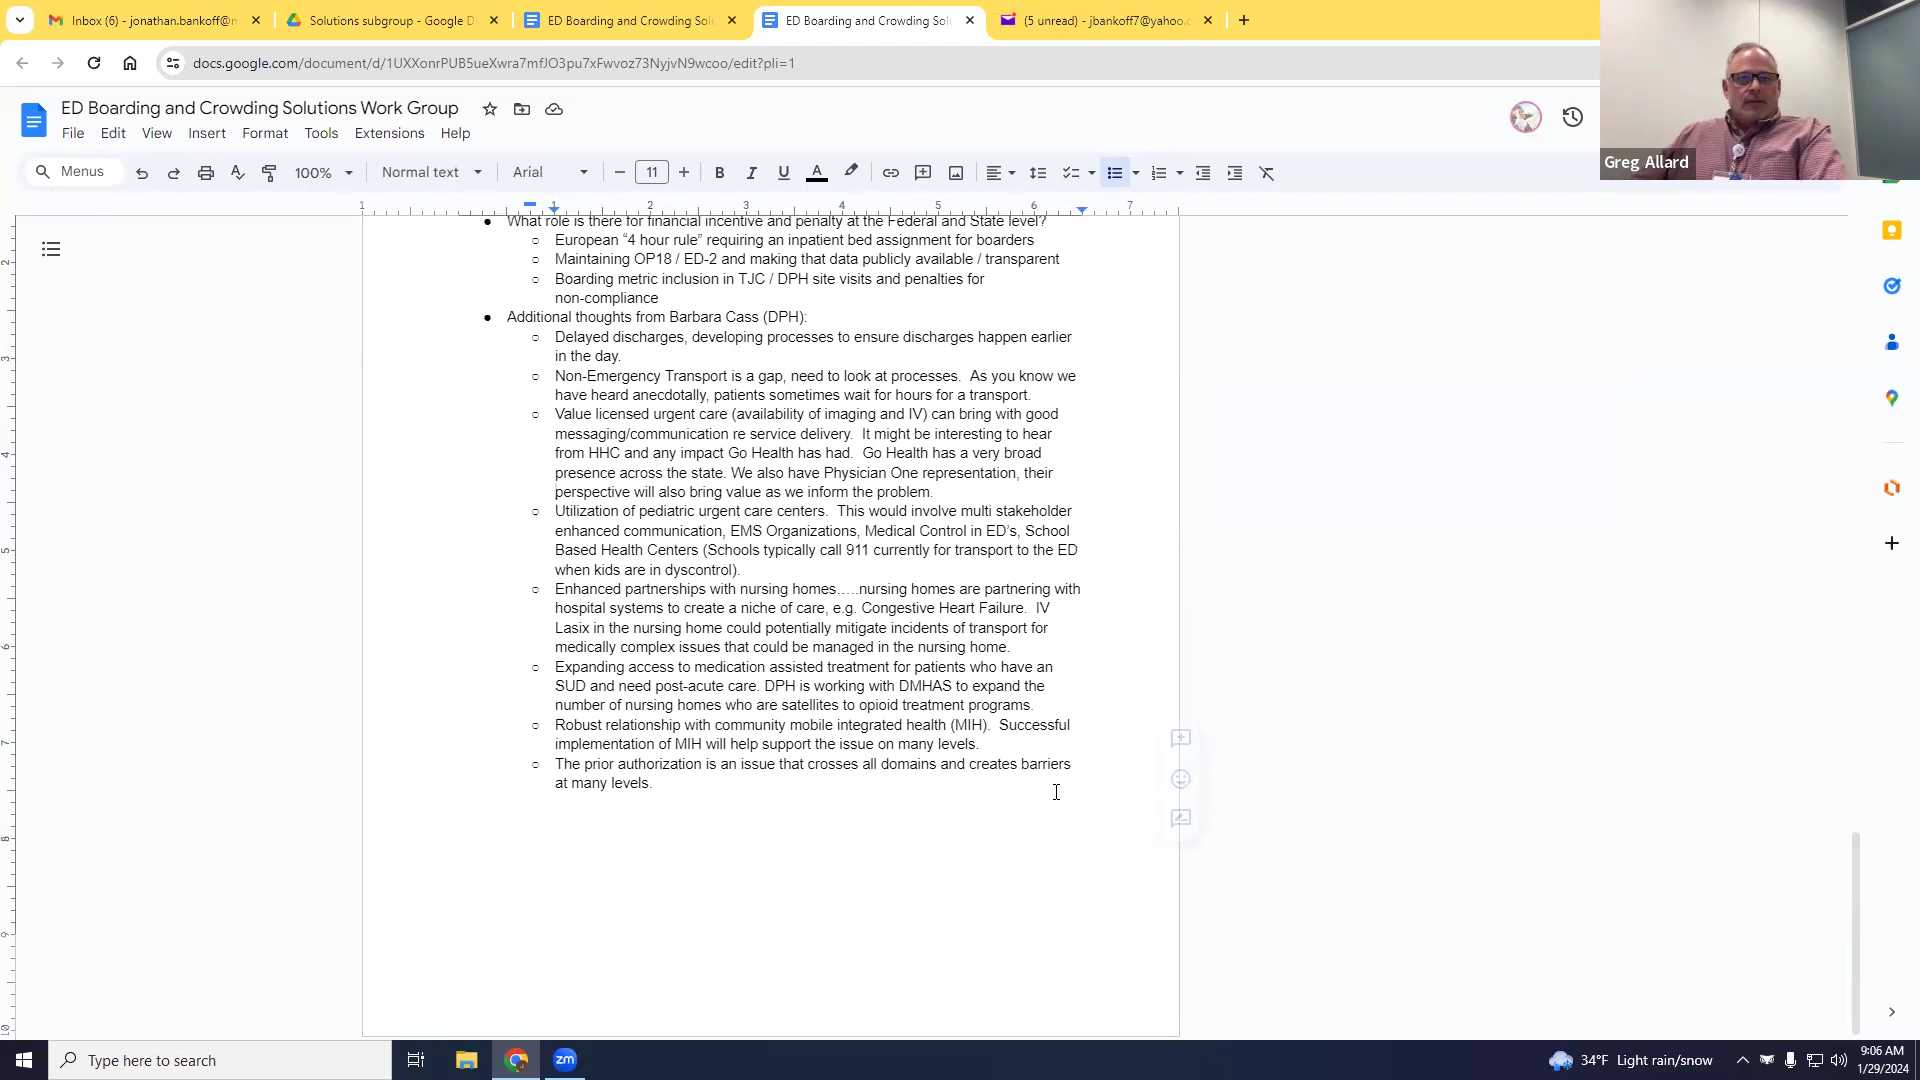 Inbox (6) - jonathan.bankoff@
Solutions subgroup - Google D
ED Boarding and Crowding Sol
ED Boarding and Crowding Sol
(5 unread) - jbankoff7@yahoo.
docs.google.com/document/d/1UXXonrPUB5ueXwra7mfJO3pu7xFwvoz73NyjvN9wcoo/edit?pli=1
ED Boarding and Crowding Solutions Work Group
File Edit View Insert Format Tools Extensions Help
Menus 100% Normal text Arial 11 B I U A
Greg Allard
1 1 2 3 4 5 6 7
● What role is there for financial incentive and penalty at the Federal and State level?
○ European “4 hour rule” requiring an inpatient bed assignment for boarders
○ Maintaining OP18 / ED-2 and making that data publicly available / transparent
○ Boarding metric inclusion in TJC / DPH site visits and penalties for
non-compliance
● Additional thoughts from Barbara Cass (DPH):
○ Delayed discharges, developing processes to ensure discharges happen earlier
in the day.
○ Non-Emergency Transport is a gap, need to look at processes.  As you know we
have heard anecdotally, patients sometimes wait for hours for a transport.
○ Value licensed urgent care (availability of imaging and IV) can bring with good
messaging/communication re service delivery.  It might be interesting to hear
from HHC and any impact Go Health has had.  Go Health has a very broad
presence across the state. We also have Physician One representation, their
perspective will also bring value as we inform the problem.
○ Utilization of pediatric urgent care centers.  This would involve multi stakeholder
enhanced communication, EMS Organizations, Medical Control in ED’s, School
Based Health Centers (Schools typically call 911 currently for transport to the ED
when kids are in dyscontrol).
○ Enhanced partnerships with nursing homes…..nursing homes are partnering with
hospital systems to create a niche of care, e.g. Congestive Heart Failure.  IV
Lasix in the nursing home could potentially mitigate incidents of transport for
medically complex issues that could be managed in the nursing home.
○ Expanding access to medication assisted treatment for patients who have an
SUD and need post-acute care. DPH is working with DMHAS to expand the
number of nursing homes who are satellites to opioid treatment programs.
○ Robust relationship with community mobile integrated health (MIH).  Successful
implementation of MIH will help support the issue on many levels.
○ The prior authorization is an issue that crosses all domains and creates barriers
at many levels.
2
3
4
5
6
7
8
9
10
Type here to search
zm
34°F Light rain/snow
9:06 AM
1/29/2024